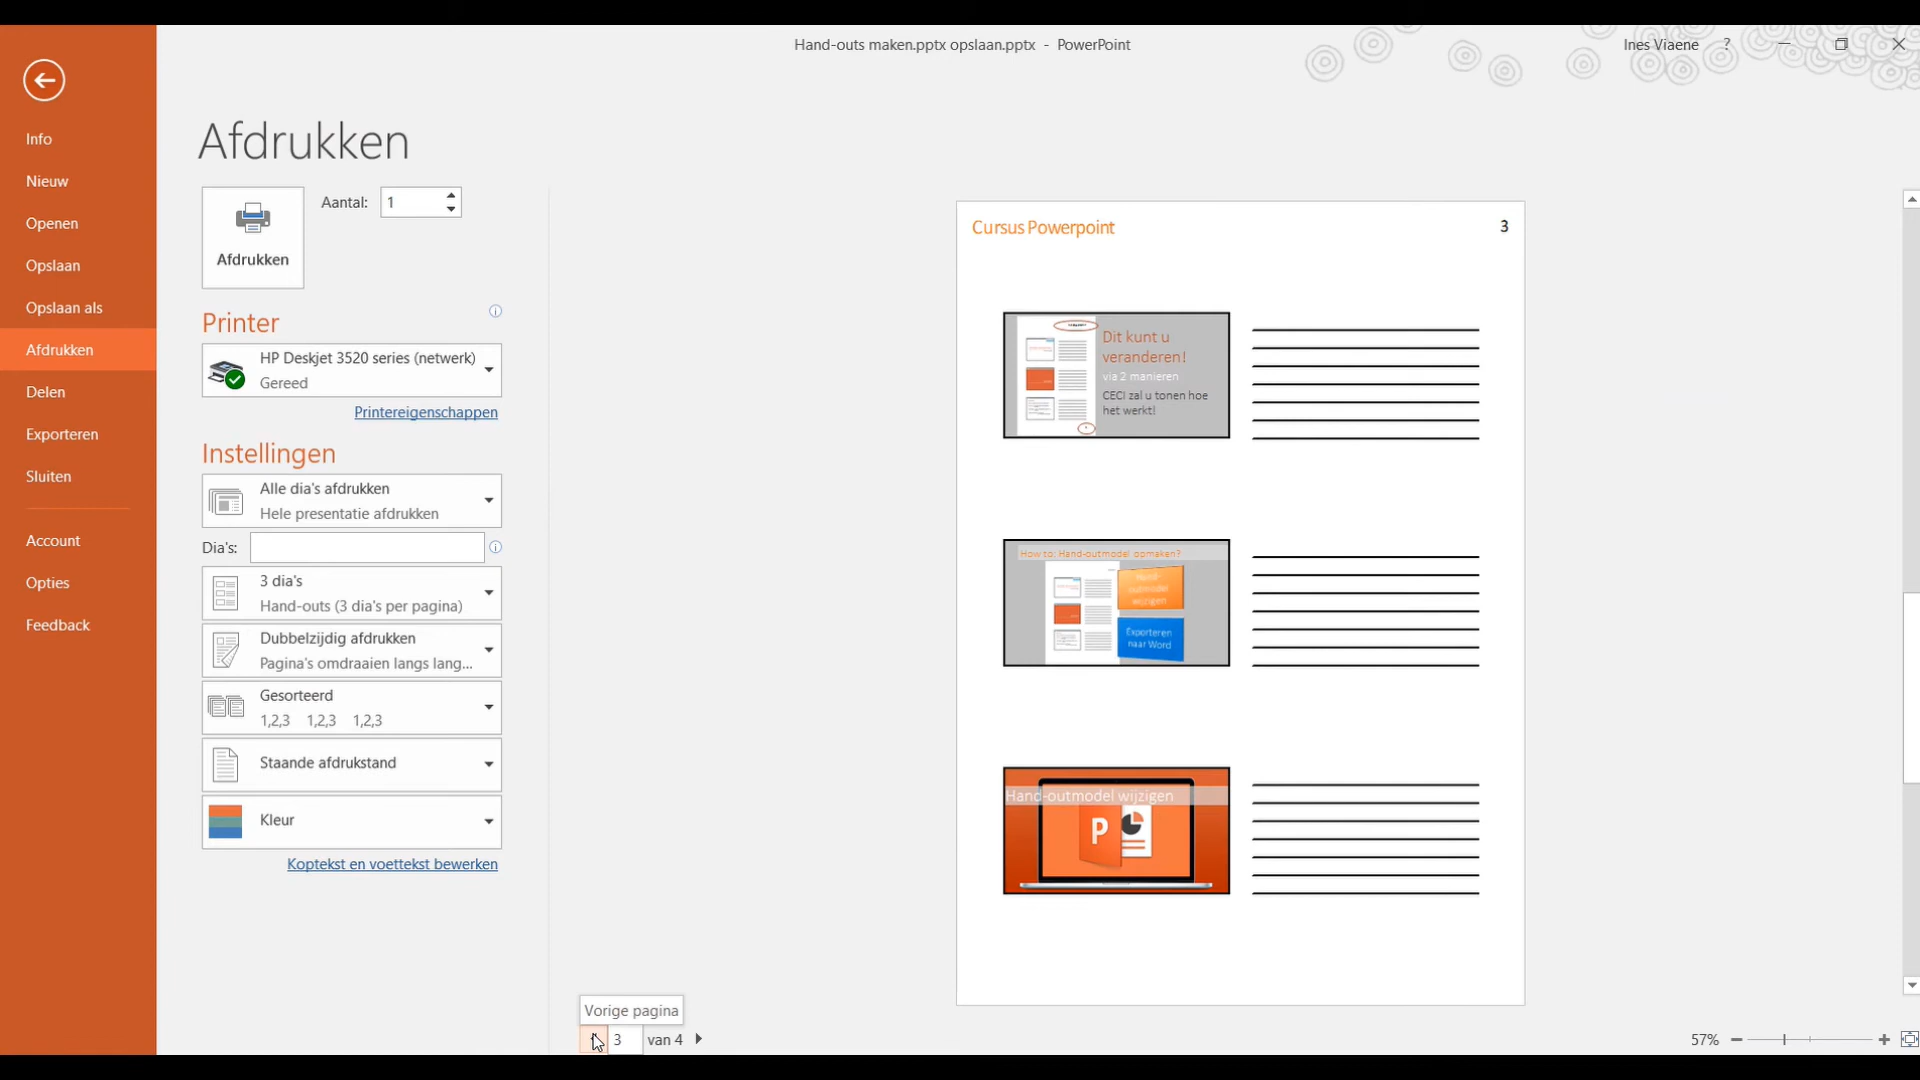 Hand-outs maken.pptx opslaan.pptx - PowerPoint
Ines Viaene
?
Info
Nieuw
Openen
Opslaan
Opslaan als
Afdrukken
Delen
Exporteren
Sluiten
Account
Opties
Feedback
Afdrukken
Afdrukken
Aantal: 1
Printer
HP Deskjet 3520 series (netwerk)
Gereed
Printereigenschappen
Instellingen
Alle dia's afdrukken
Hele presentatie afdrukken
Dia's:
3 dia's
Hand-outs (3 dia's per pagina)
Dubbelzijdig afdrukken
Pagina's omdraaien langs lang...
Gesorteerd
1,2,3 1,2,3 1,2,3
Staande afdrukstand
Kleur
Koptekst en voettekst bewerken
Cursus Powerpoint
3
Dit kunt u
veranderen!
via 2 manieren
CECI zal u tonen hoe
het werkt!
How to: Hand-outmodel opmaken?
Hand-
outmodel
wijzigen
Exporteren
naar Word
Hand-outmodel wijzigen
P
Vorige pagina
3 van 4
57%